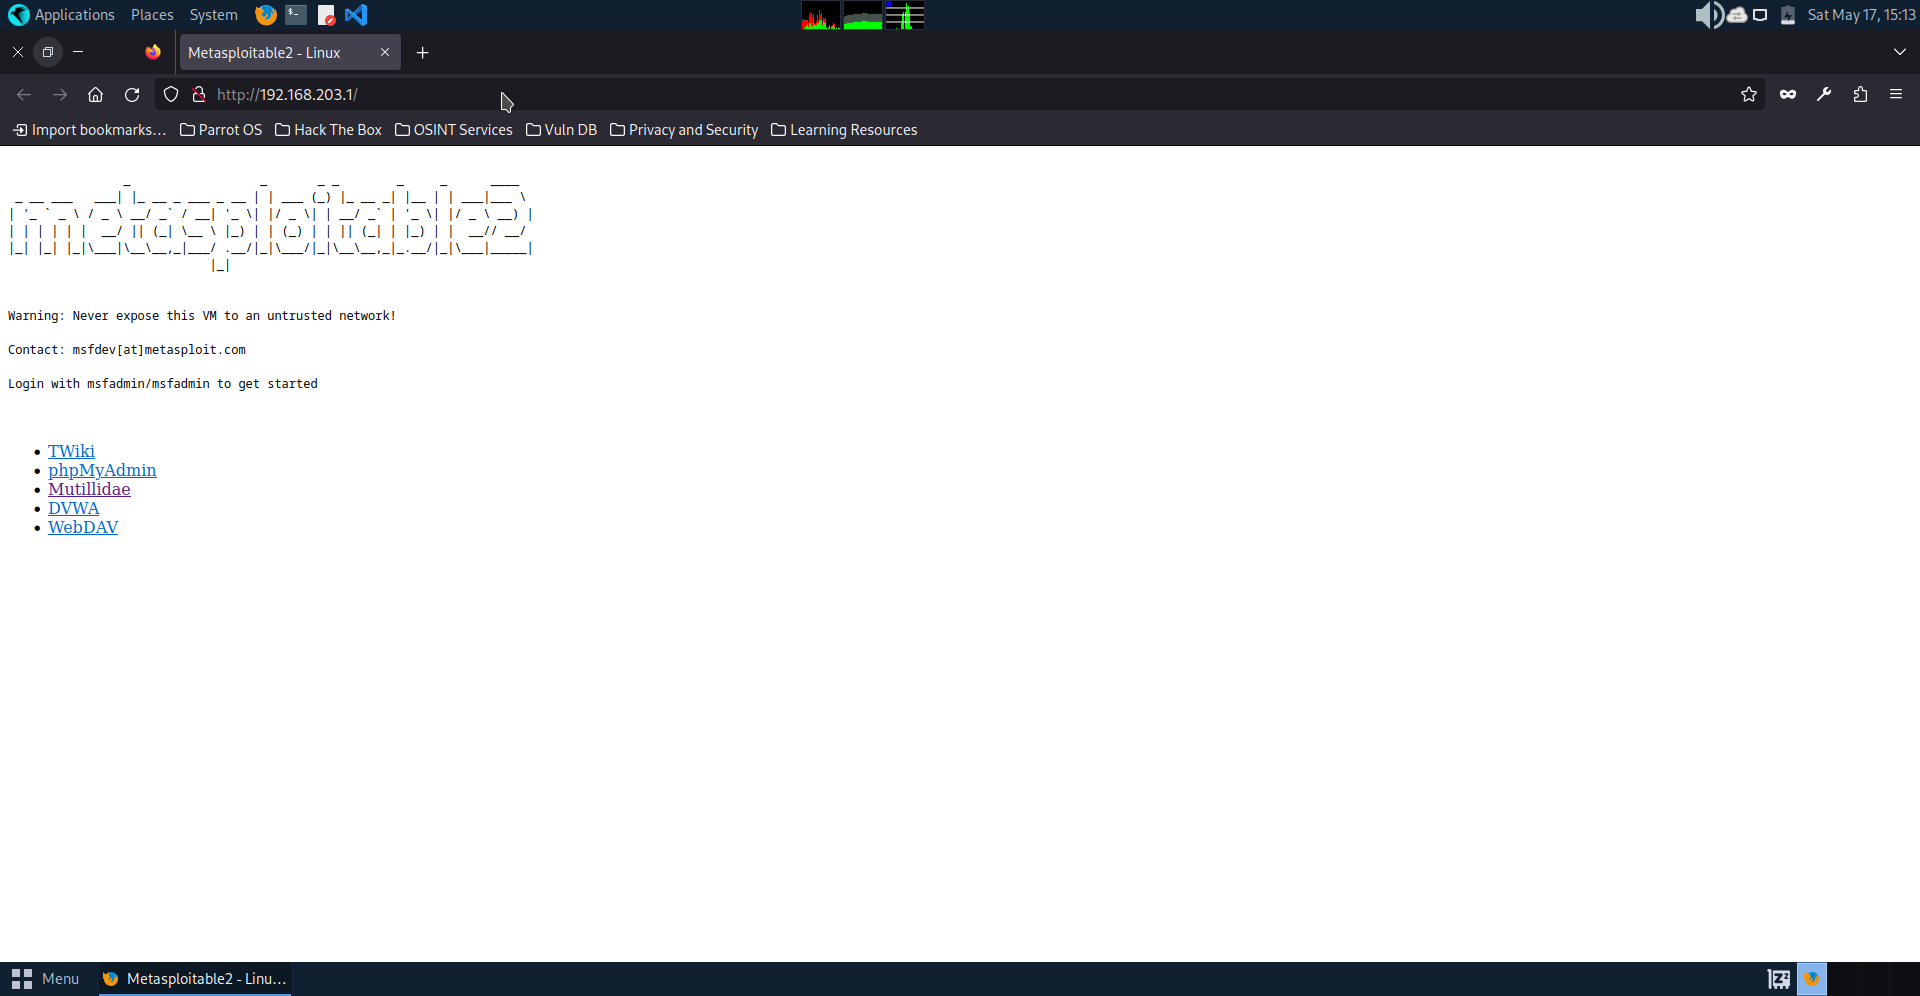 Applications Places System Sat May 17, 15:13
Metasploitable2 - Linux
http://192.168.203.1/
Import bookmarks… Parrot OS Hack The Box OSINT Services Vuln DB Privacy and Security Learning Resources
metasploitable2
Warning: Never expose this VM to an untrusted network!
Contact: msfdev[at]metasploit.com
Login with msfadmin/msfadmin to get started
TWiki
phpMyAdmin
Mutillidae
DVWA
WebDAV
Menu Metasploitable2 - Linu...